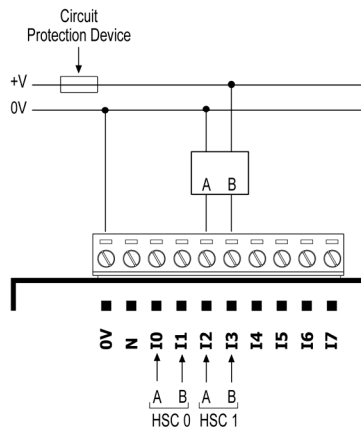 Circuit
Protection Device
+V
0V
A B
0V N I0 I1 I2 I3 I4 I5 I6 I7
A B A B
HSC 0 HSC 1